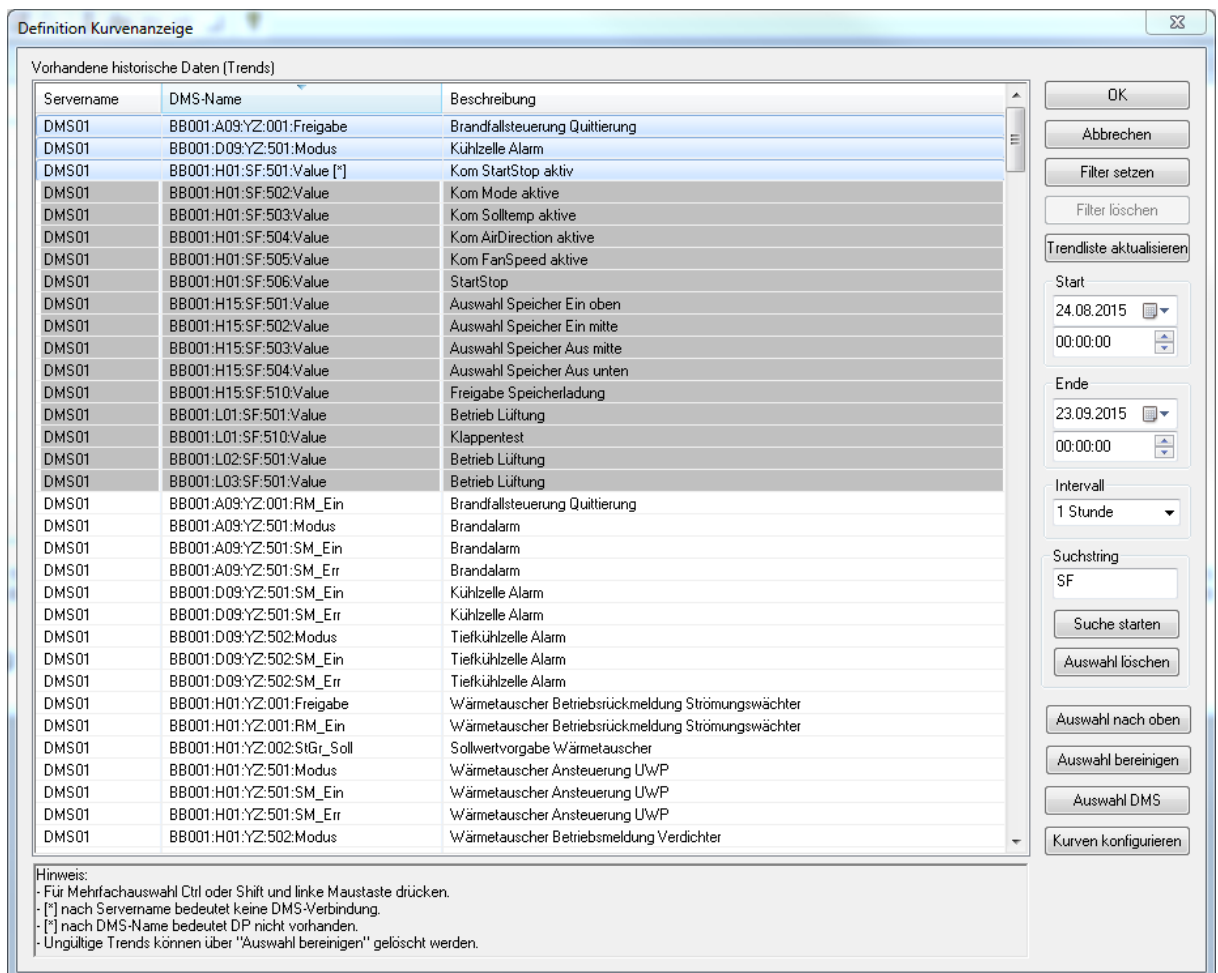 Definition Kurvenanzeige
Vorhandene historische Daten (Trends)
Servername DMS-Name Beschreibung
DMS01 BB001:A09:YZ:001:Freigabe Brandfallsteuerung Quittierung
DMS01 BB001:D09:YZ:501:Modus Kühlzelle Alarm
DMS01 BB001:H01:SF:501:Value [*] Kom StartStop aktiv
DMS01 BB001:H01:SF:502:Value Kom Mode aktive
DMS01 BB001:H01:SF:503:Value Kom Solltemp aktive
DMS01 BB001:H01:SF:504:Value Kom AirDirection aktive
DMS01 BB001:H01:SF:505:Value Kom FanSpeed aktive
DMS01 BB001:H01:SF:506:Value StartStop
DMS01 BB001:H15:SF:501:Value Auswahl Speicher Ein oben
DMS01 BB001:H15:SF:502:Value Auswahl Speicher Ein mitte
DMS01 BB001:H15:SF:503:Value Auswahl Speicher Aus mitte
DMS01 BB001:H15:SF:504:Value Auswahl Speicher Aus unten
DMS01 BB001:H15:SF:510:Value Freigabe Speicherladung
DMS01 BB001:L01:SF:501:Value Betrieb Lüftung
DMS01 BB001:L01:SF:510:Value Klappentest
DMS01 BB001:L02:SF:501:Value Betrieb Lüftung
DMS01 BB001:L03:SF:501:Value Betrieb Lüftung
DMS01 BB001:A09:YZ:001:RM_Ein Brandfallsteuerung Quittierung
DMS01 BB001:A09:YZ:501:Modus Brandalarm
DMS01 BB001:A09:YZ:501:SM_Ein Brandalarm
DMS01 BB001:A09:YZ:501:SM_Err Brandalarm
DMS01 BB001:D09:YZ:501:SM_Ein Kühlzelle Alarm
DMS01 BB001:D09:YZ:501:SM_Err Kühlzelle Alarm
DMS01 BB001:D09:YZ:502:Modus Tiefkühlzelle Alarm
DMS01 BB001:D09:YZ:502:SM_Ein Tiefkühlzelle Alarm
DMS01 BB001:D09:YZ:502:SM_Err Tiefkühlzelle Alarm
DMS01 BB001:H01:YZ:001:Freigabe Wärmetauscher Betriebsrückmeldung Strömungswächter
DMS01 BB001:H01:YZ:001:RM_Ein Wärmetauscher Betriebsrückmeldung Strömungswächter
DMS01 BB001:H01:YZ:002:StGr_Soll Sollwertvorgabe Wärmetauscher
DMS01 BB001:H01:YZ:501:Modus Wärmetauscher Ansteuerung UWP
DMS01 BB001:H01:YZ:501:SM_Ein Wärmetauscher Ansteuerung UWP
DMS01 BB001:H01:YZ:501:SM_Err Wärmetauscher Ansteuerung UWP
DMS01 BB001:H01:YZ:502:Modus Wärmetauscher Betriebsmeldung Verdichter
Hinweis:
- Für Mehrfachauswahl Ctrl oder Shift und linke Maustaste drücken.
- [*] nach Servername bedeutet keine DMS-Verbindung.
- [*] nach DMS-Name bedeutet DP nicht vorhanden.
- Ungültige Trends können über "Auswahl bereinigen" gelöscht werden.
OK
Abbrechen
Filter setzen
Filter löschen
Trendliste aktualisieren
Start
24.08.2015
00:00:00
Ende
23.09.2015
00:00:00
Intervall
1 Stunde
Suchstring
SF
Suche starten
Auswahl löschen
Auswahl nach oben
Auswahl bereinigen
Auswahl DMS
Kurven konfigurieren